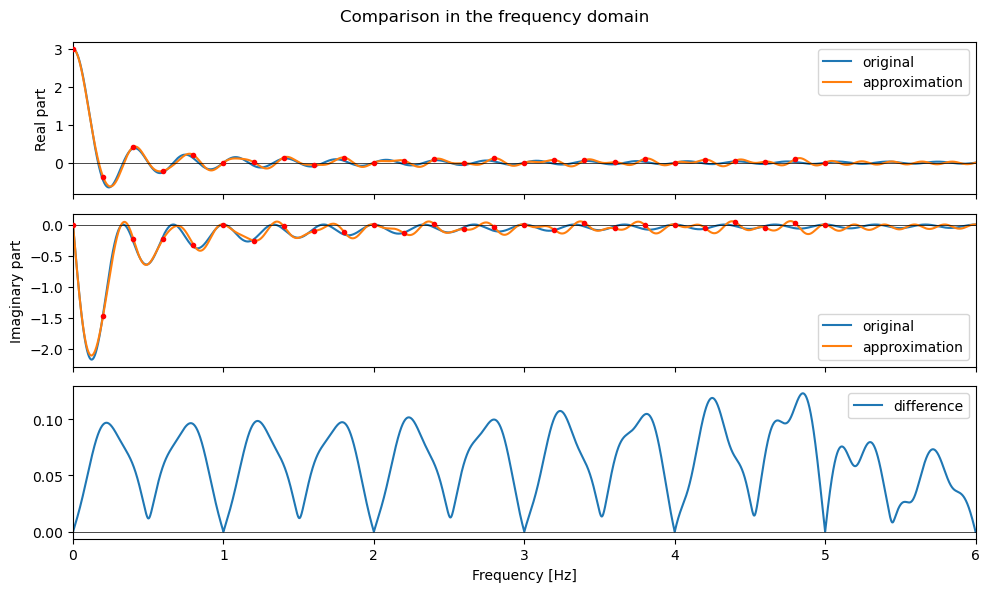 Comparison in the frequency domain
3
2
1
0
Real part
original
approximation
0.0
−0.5
−1.0
−1.5
−2.0
Imaginary part
original
approximation
0.10
0.05
0.00
difference
0 1 2 3 4 5 6
Frequency [Hz]